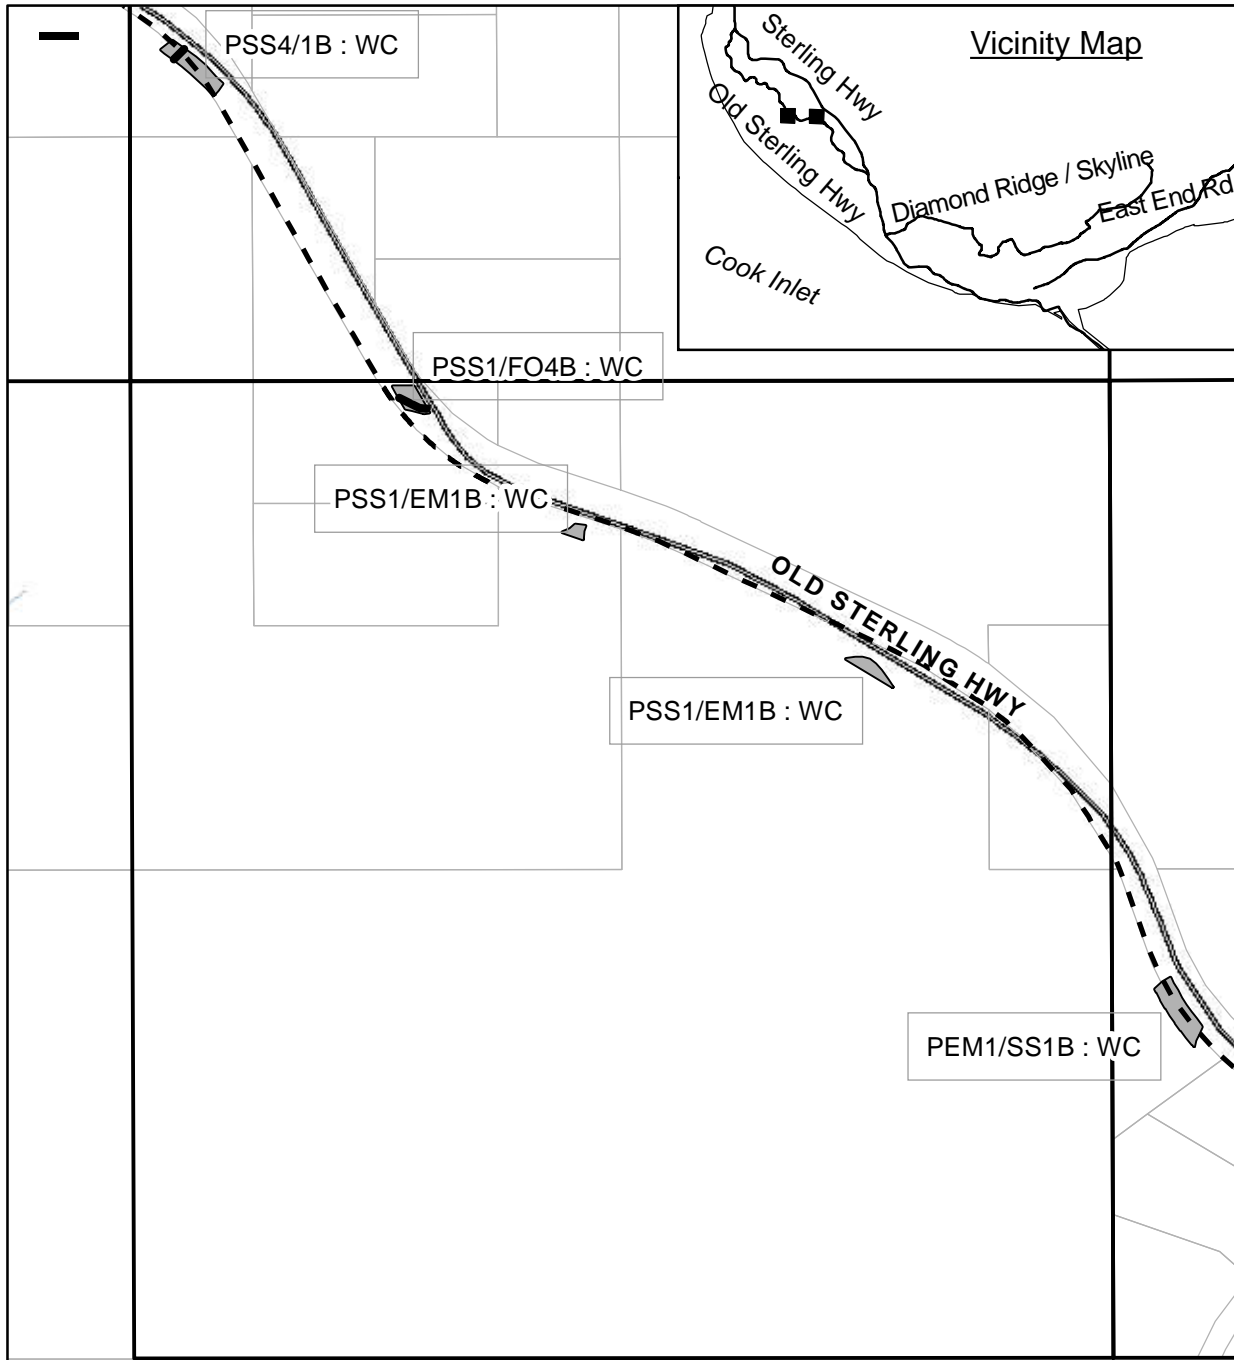 PSS4/1B : WC
Vicinity Map
Sterling Hwy
Old Sterling Hwy
Diamond Ridge / Skyline
East End Rd
Cook Inlet
PSS1/FO4B : WC
PSS1/EM1B : WC
OLD STERLING HWY
PSS1/EM1B : WC
PEM1/SS1B : WC